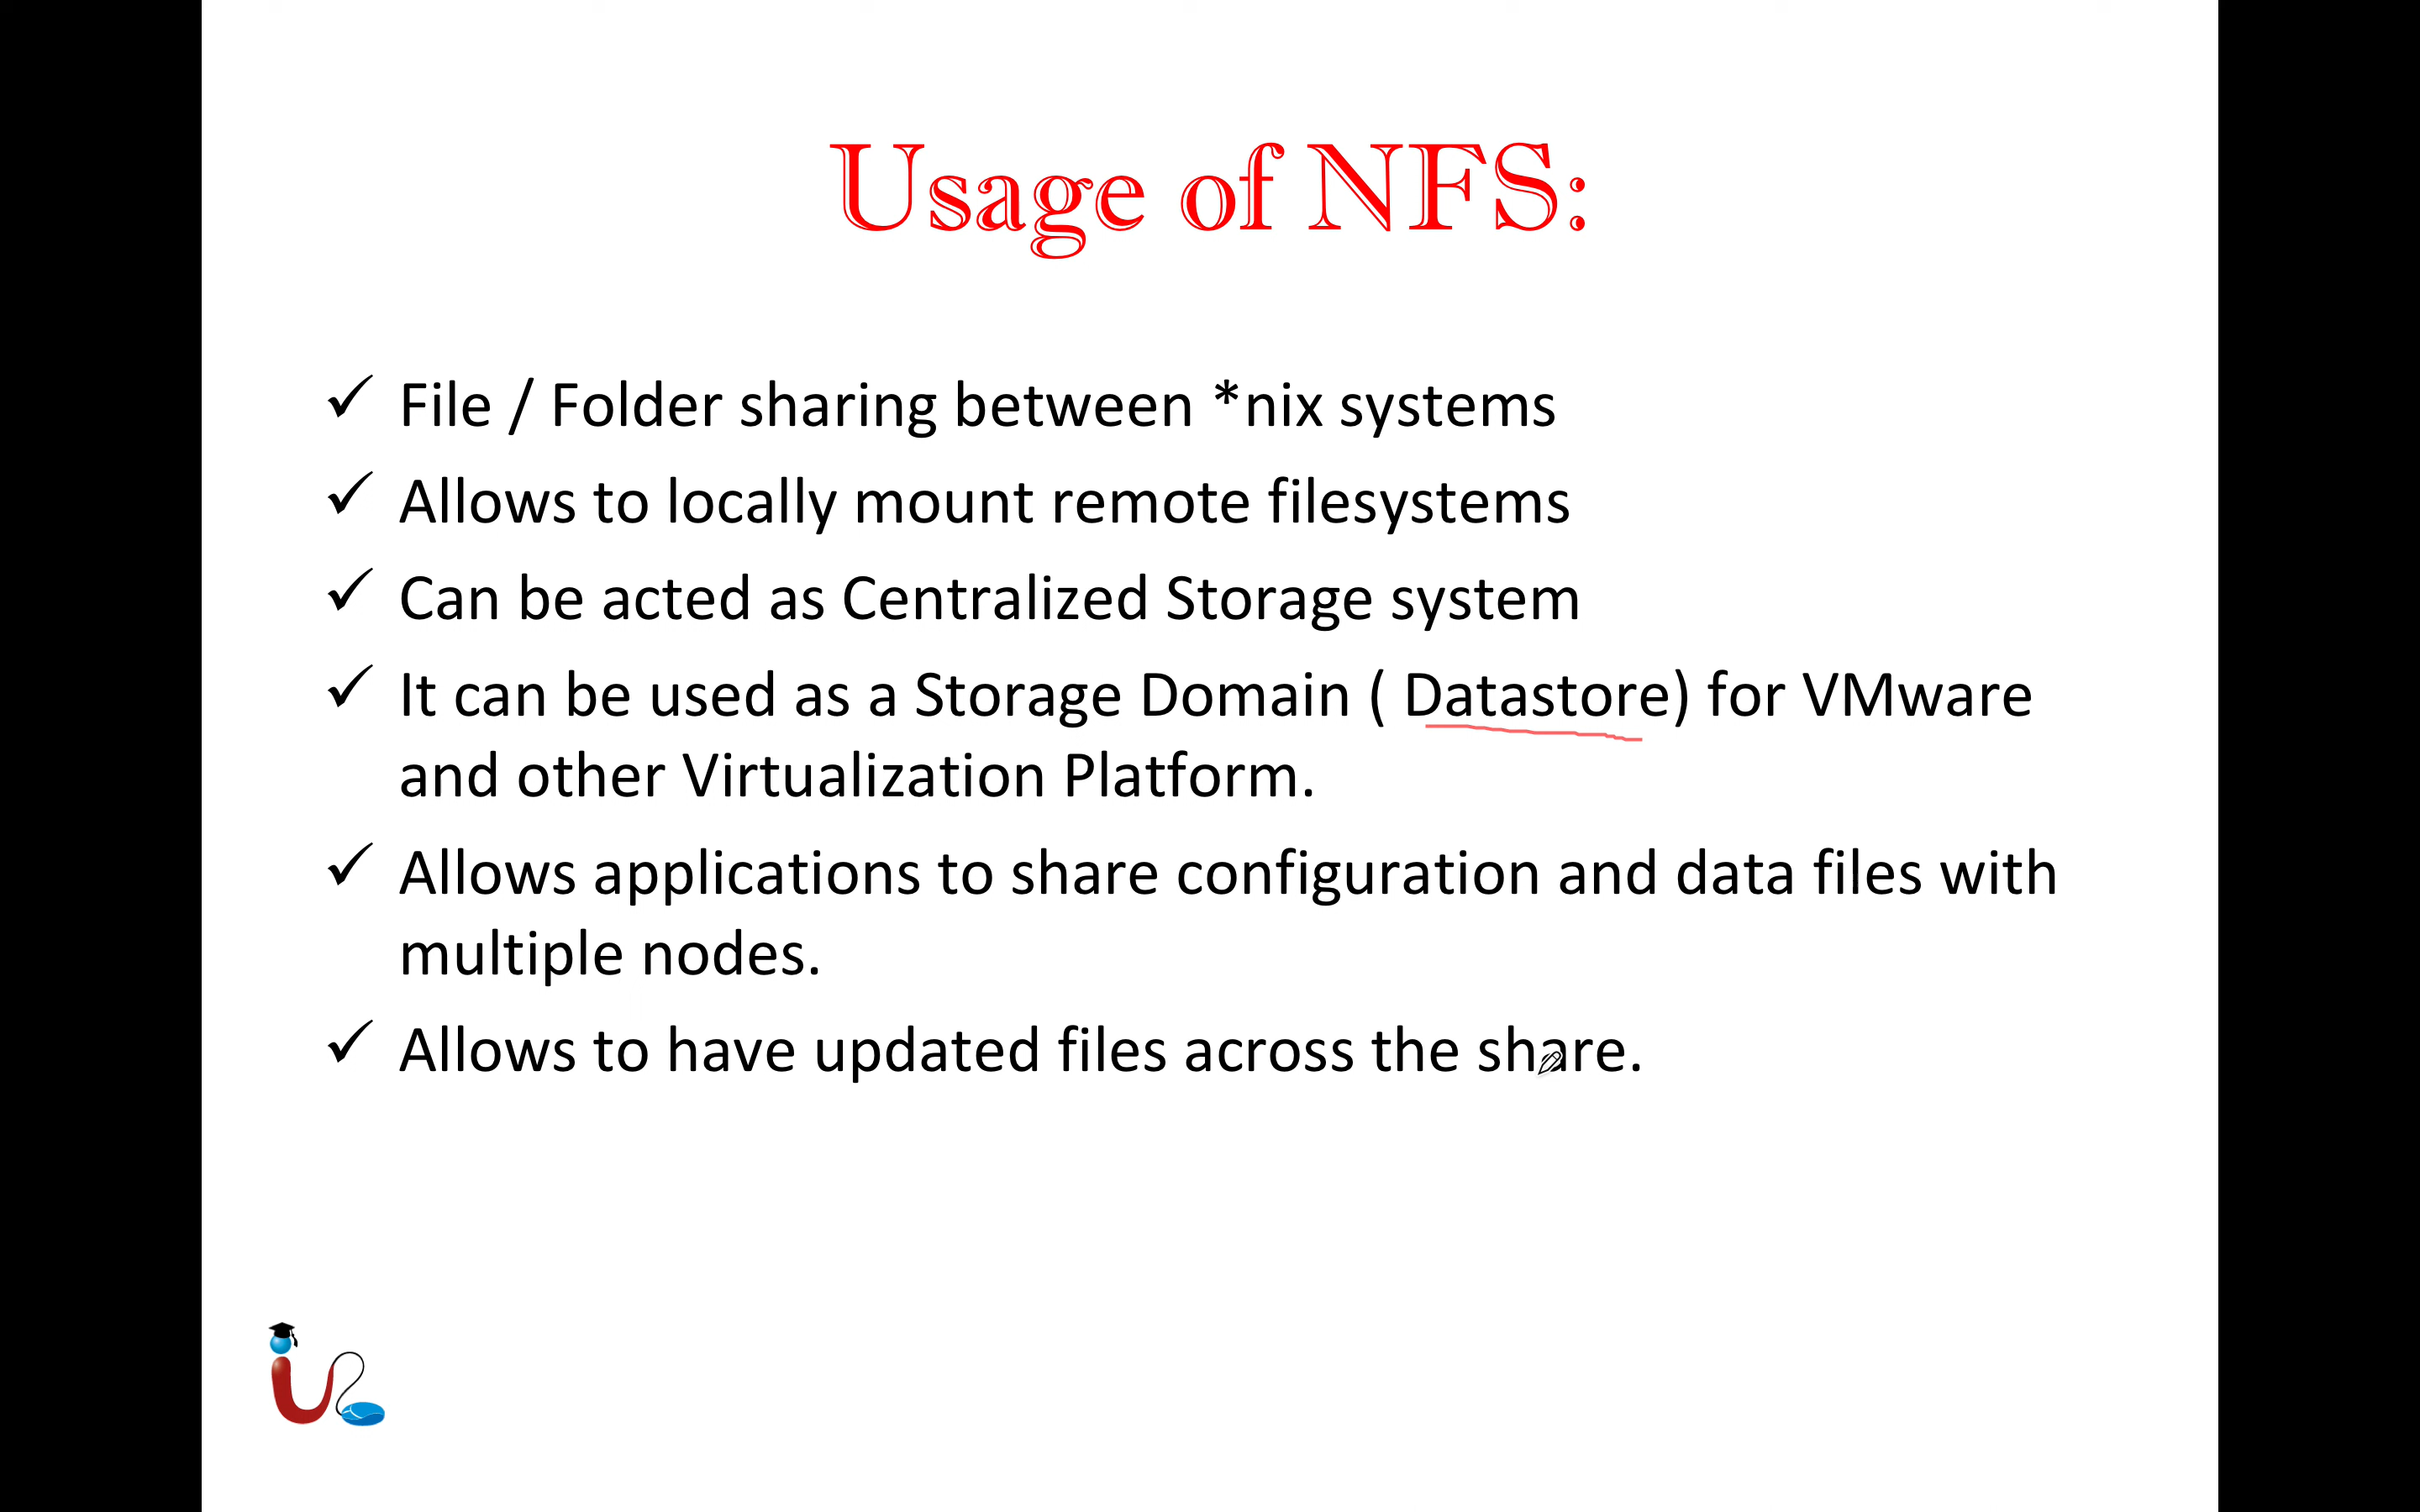 Usage of NFS:
File / Folder sharing between *nix systems
Allows to locally mount remote filesystems
Can be acted as Centralized Storage system
It can be used as a Storage Domain ( Datastore) for VMware
and other Virtualization Platform.
Allows applications to share configuration and data files with
multiple nodes.
Allows to have updated files across the share.